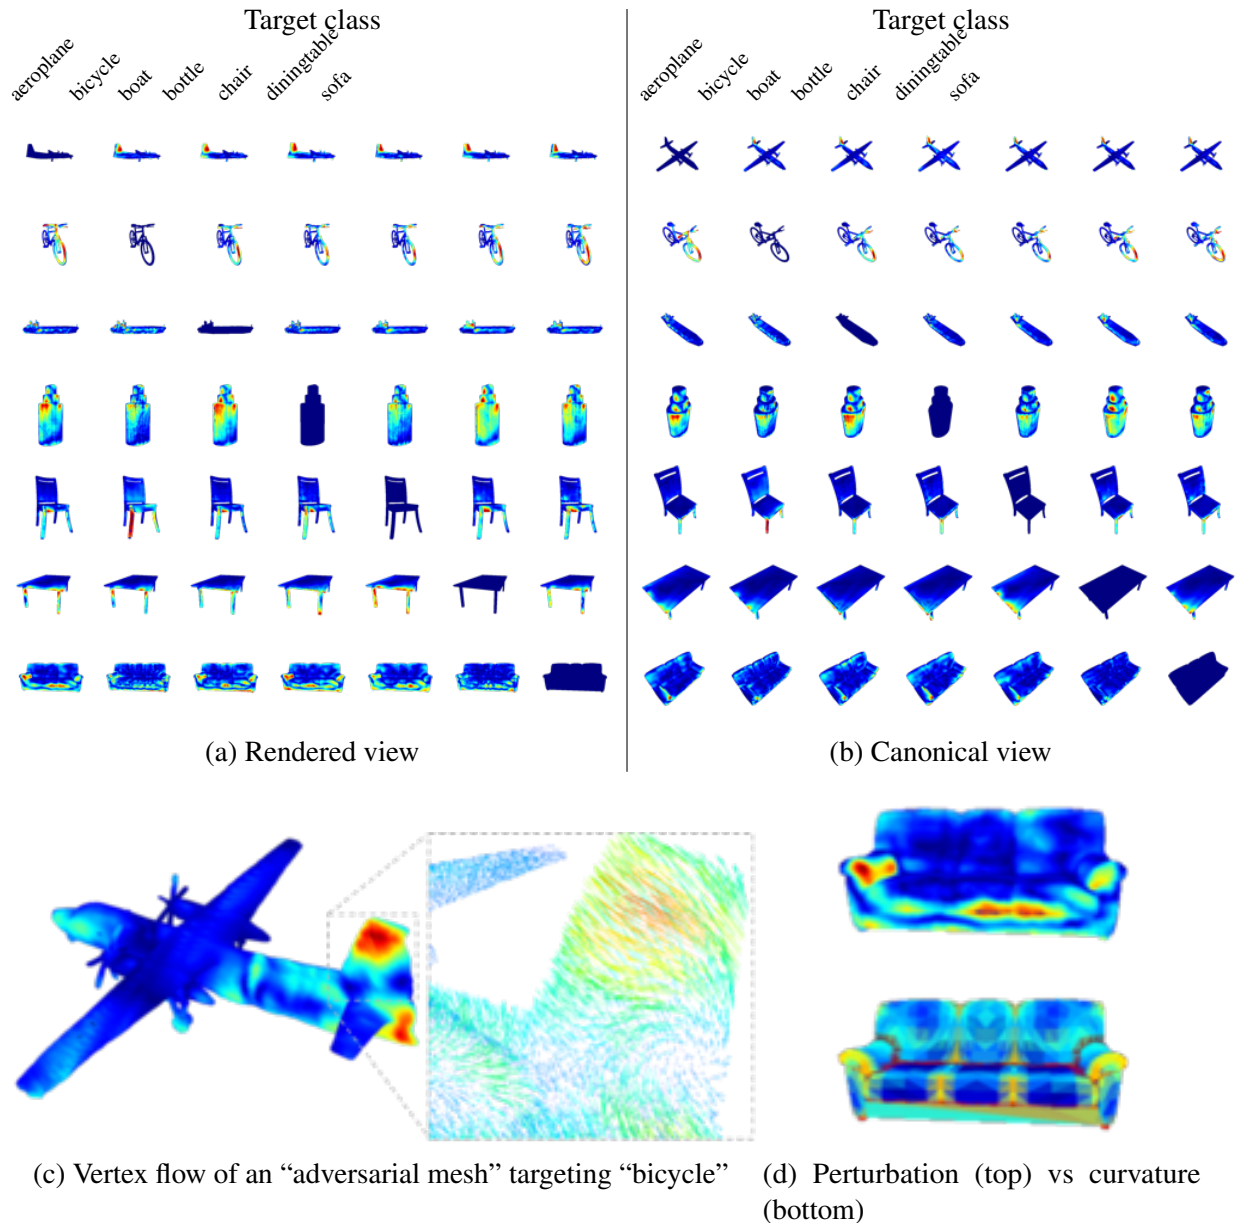 Target class
aeroplane
bicycle
boat
bottle
chair
diningtable
sofa
(a) Rendered view
Target class
aeroplane
bicycle
boat
bottle
chair
diningtable
sofa
(b) Canonical view
(c) Vertex flow of an “adversarial mesh” targeting “bicycle”
(d) Perturbation (top) vs curvature
(bottom)